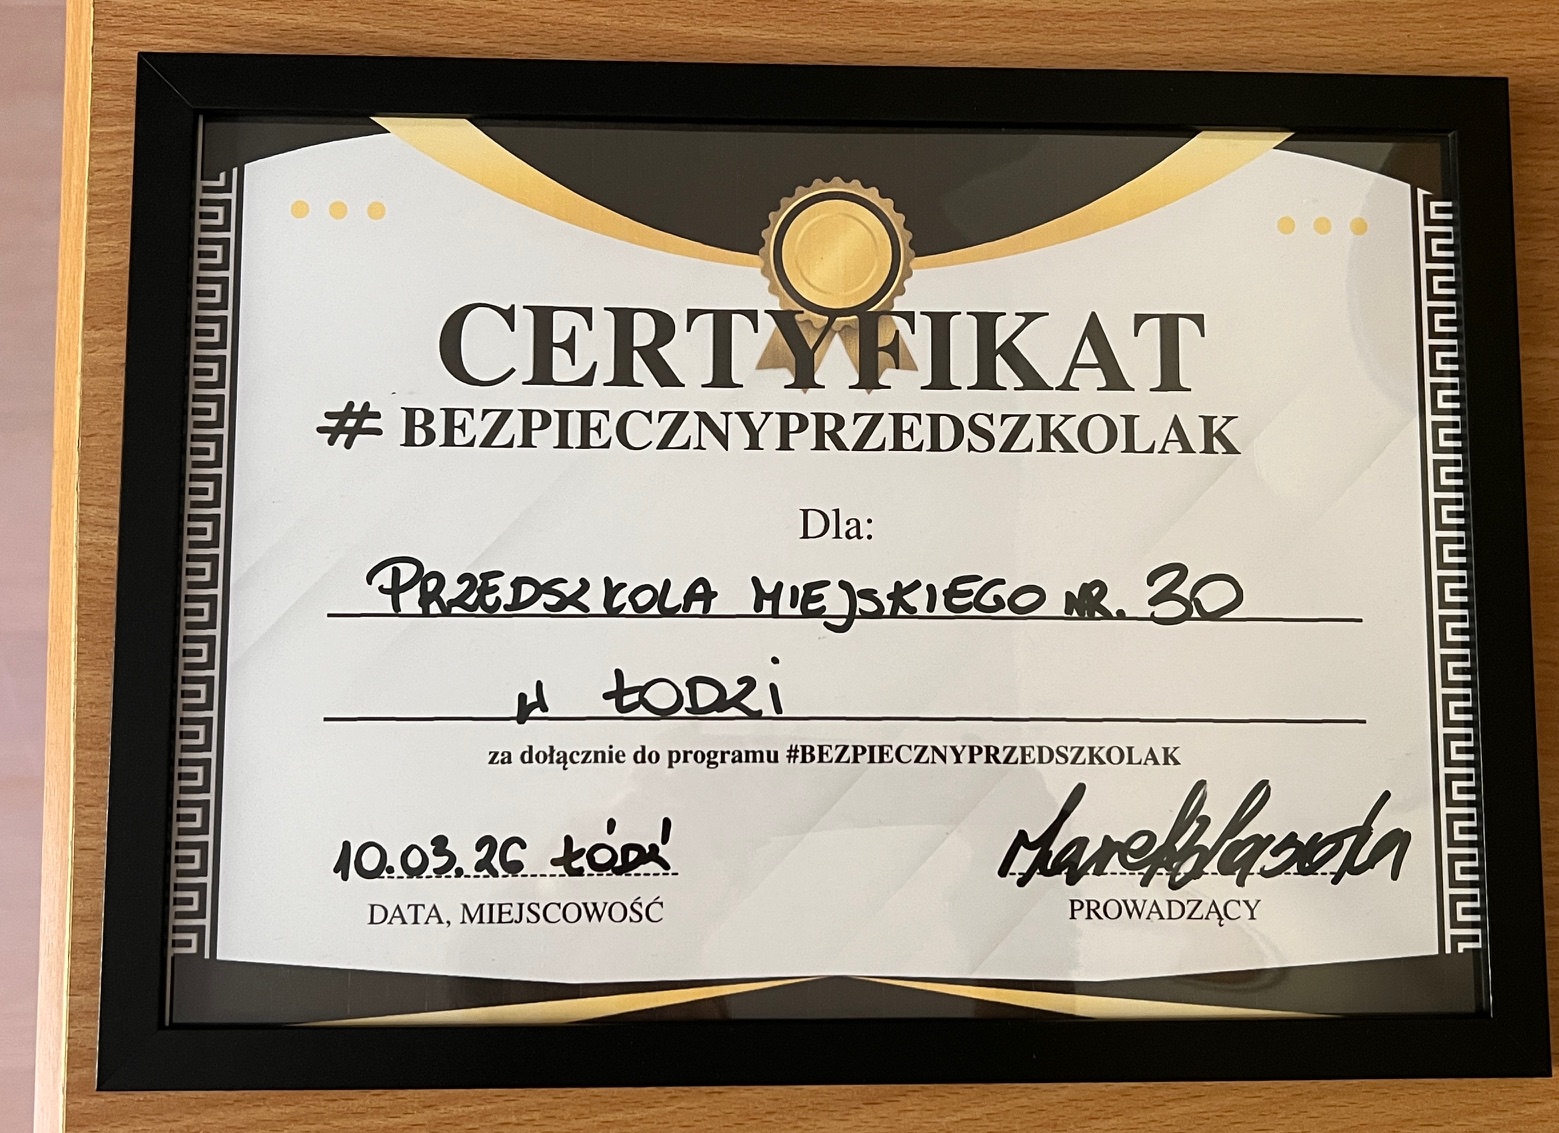 CERTYFIKAT
# BEZPIECZNYPRZEDSZKOLAK
Dla:
PRZEDSZKOLA MIEJSKIEGO NR. 30
W ŁODZI
za dołącznie do programu #BEZPIECZNYPRZEDSZKOLAK
10.03.26 Łódź
Marek
DATA, MIEJSCOWOŚĆ
PROWADZĄCY